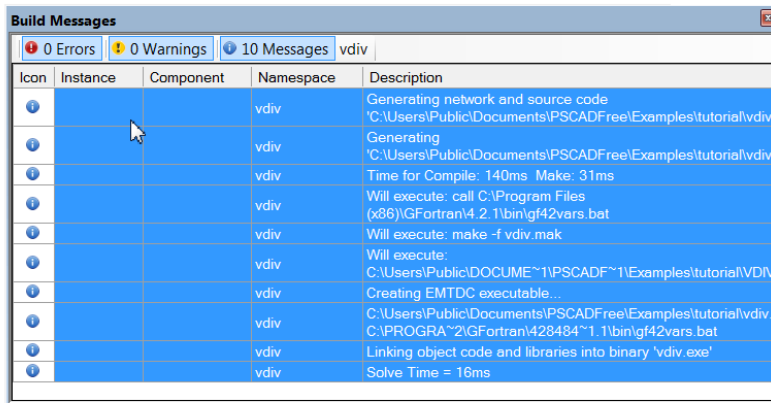 Build Messages
0 Errors 0 Warnings 10 Messages vdiv
Icon Instance Component Namespace Description
vdiv Generating network and source code
'C:\Users\Public\Documents\PSCADFree\Examples\tutorial\vdiv
vdiv Generating
'C:\Users\Public\Documents\PSCADFree\Examples\tutorial\vdiv
vdiv Time for Compile: 140ms Make: 31ms
vdiv Will execute: call C:\Program Files
(x86)\GFortran\4.2.1\bin\gf42vars.bat
vdiv Will execute: make -f vdiv.mak
vdiv Will execute:
C:\Users\Public\DOCUME~1\PSCADF~1\Examples\tutorial\VDIV
vdiv Creating EMTDC executable...
vdiv C:\Users\Public\Documents\PSCADFree\Examples\tutorial\vdiv.
C:\PROGRA~2\GFortran\428484~1.1\bin\gf42vars.bat
vdiv Linking object code and libraries into binary 'vdiv.exe'
vdiv Solve Time = 16ms